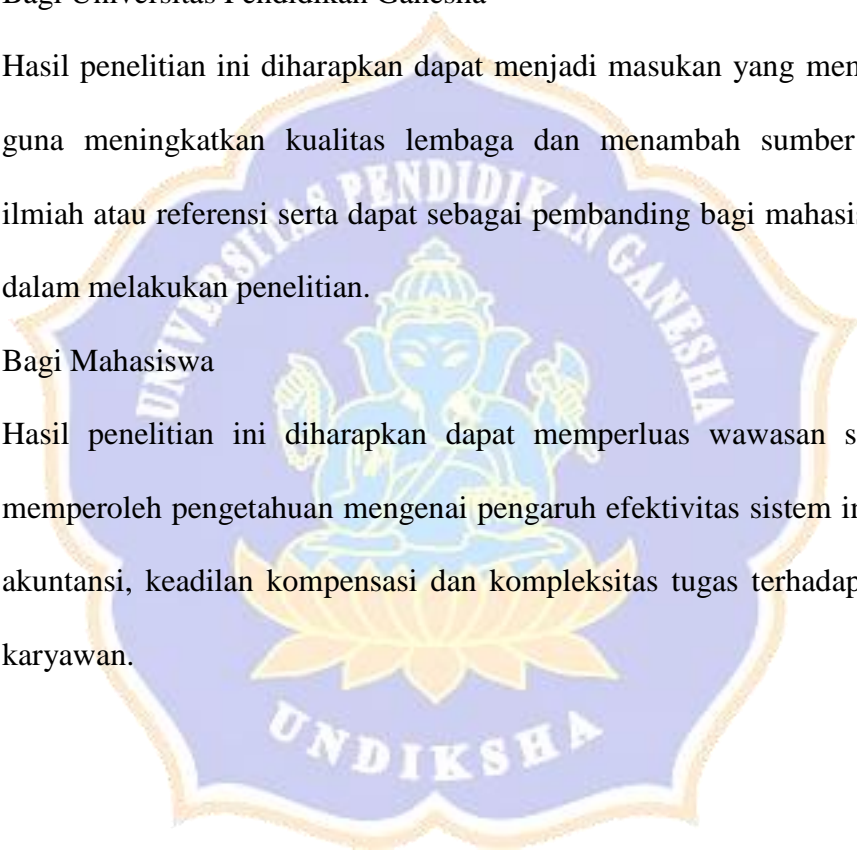 Bagi Universitas Pendidikan Ganesha
Hasil penelitian ini diharapkan dapat menjadi masukan yang
guna meningkatkan kualitas lembaga dan menambah sumber
ilmiah atau referensi serta dapat sebagai pembanding bagi
dalam melakukan penelitian.
Bagi Mahasiswa
Hasil penelitian ini diharapkan dapat memperluas wawasan
memperoleh pengetahuan mengenai pengaruh efektivitas sistem
akuntansi, keadilan kompensasi dan kompleksitas tugas terhadap
karyawan.
UNIVERSITAS PENDIDIKAN GANESHA
UNDIKSHA